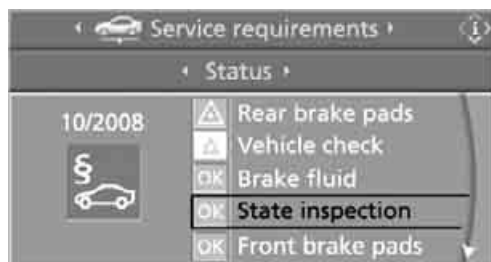 Service requirements
Status
10/2008
Rear brake pads
Vehicle check
OK Brake fluid
§
OK State inspection
OK Front brake pads